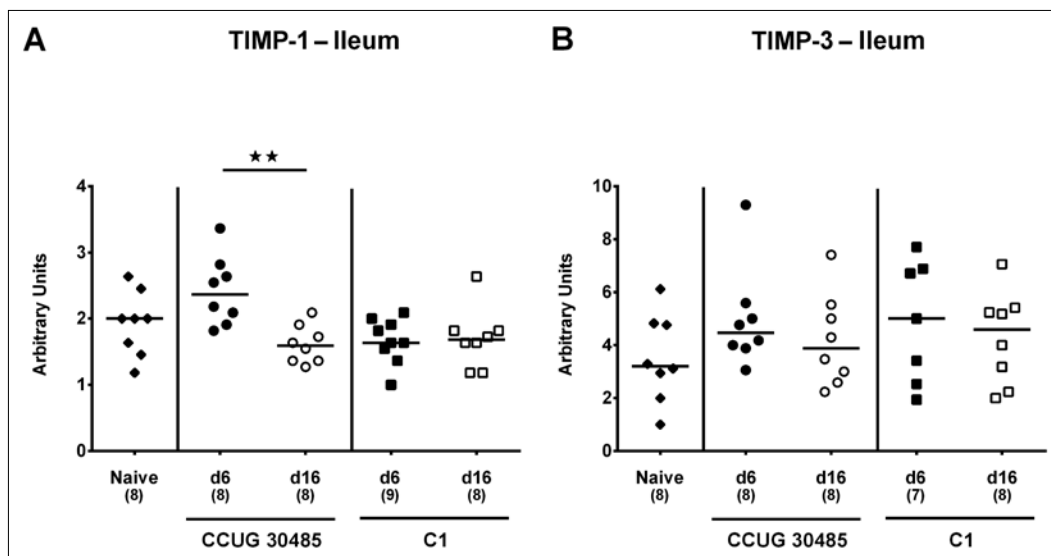 A TIMP-1 – Ileum
★★
Arbitrary Units
4
3
2
1
0
Naive d6 d16 d6 d16
(8) (8) (8) (9) (8)
CCUG 30485 C1
B TIMP-3 – Ileum
Arbitrary Units
10
8
6
4
2
0
Naive d6 d16 d6 d16
(8) (8) (8) (7) (8)
CCUG 30485 C1